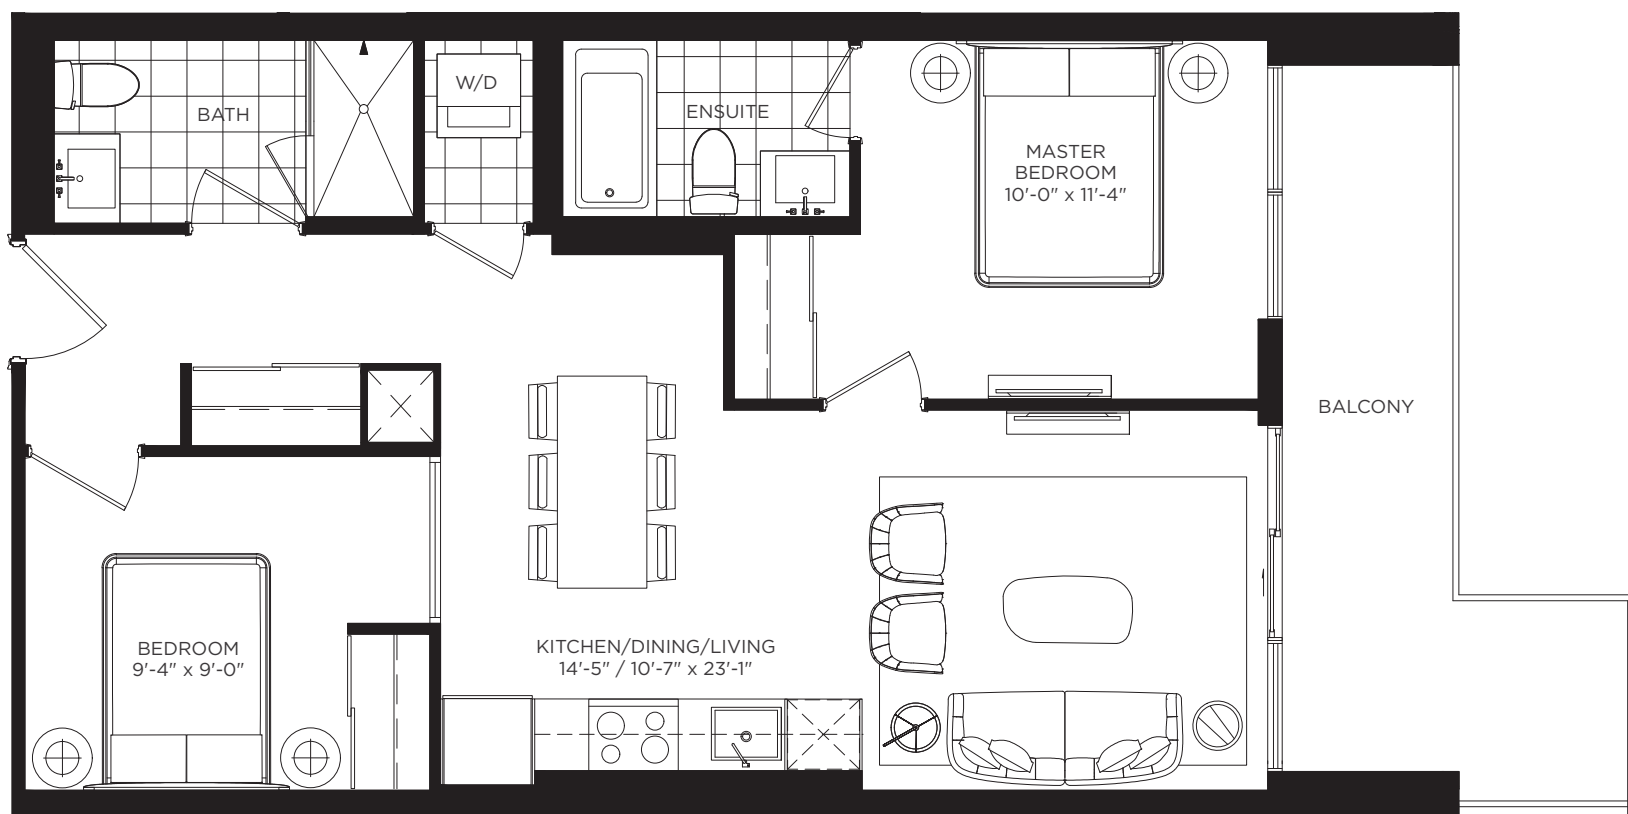 BATH
W/D
ENSUITE
MASTER
BEDROOM
10'-0" x 11'-4"
BALCONY
BEDROOM
9'-4" x 9'-0"
KITCHEN/DINING/LIVING
14'-5" / 10'-7" x 23'-1"